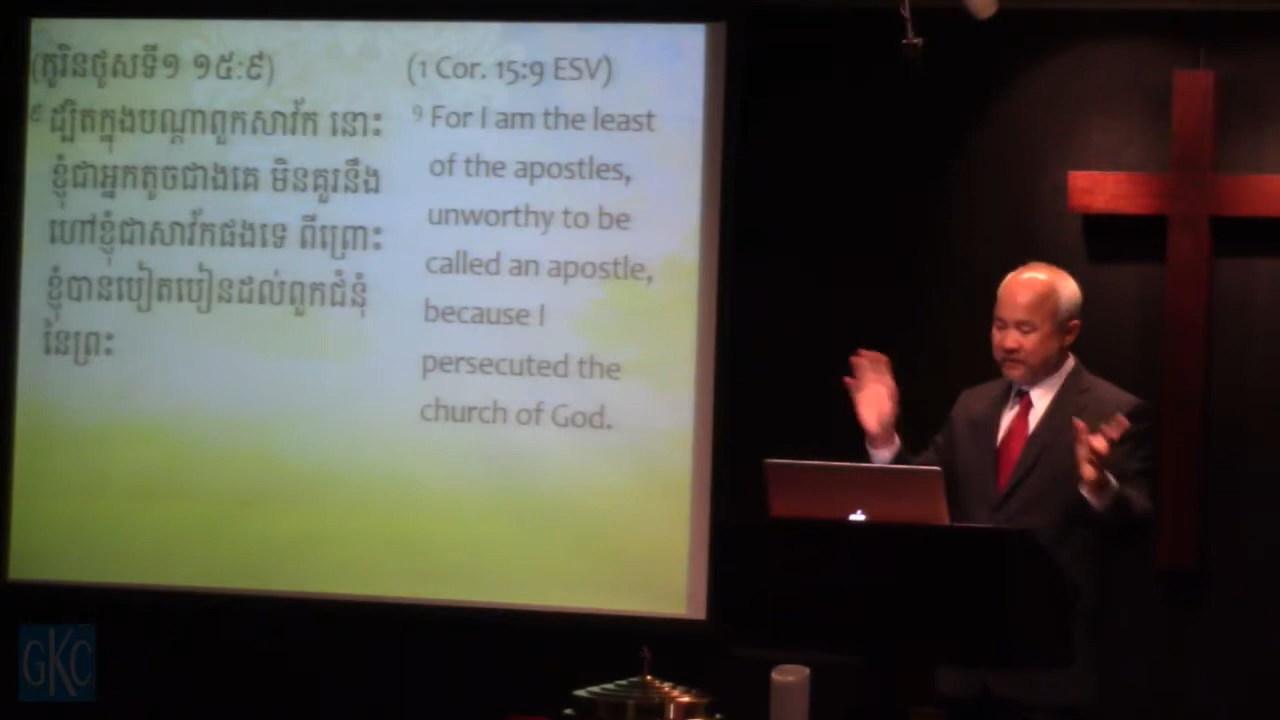 (កូរិនថូសទី១ ១៥:៩)
៩ ដ្បិតក្នុងបណ្តាពួកសាវ័ក នោះ
ខ្ញុំជាអ្នកតូចជាងគេ មិនគួរនឹង
ហៅខ្ញុំជាសាវ័កផងទេ ពីព្រោះ
ខ្ញុំបានបៀតបៀនដល់ពួកជំនុំ
នៃព្រះ
(1 Cor. 15:9 ESV)
9 For I am the least
of the apostles,
unworthy to be
called an apostle,
because I
persecuted the
church of God.
GKC